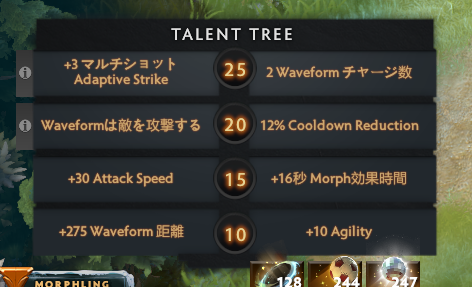 TALENT TREE
+3 マルチショット
Adaptive Strike
25
2 Waveform チャージ数
Waveformは敵を攻撃する
20
12% Cooldown Reduction
+30 Attack Speed
15
+16秒 Morph効果時間
+275 Waveform 距離
10
+10 Agility
MORPHLING
128
244
247